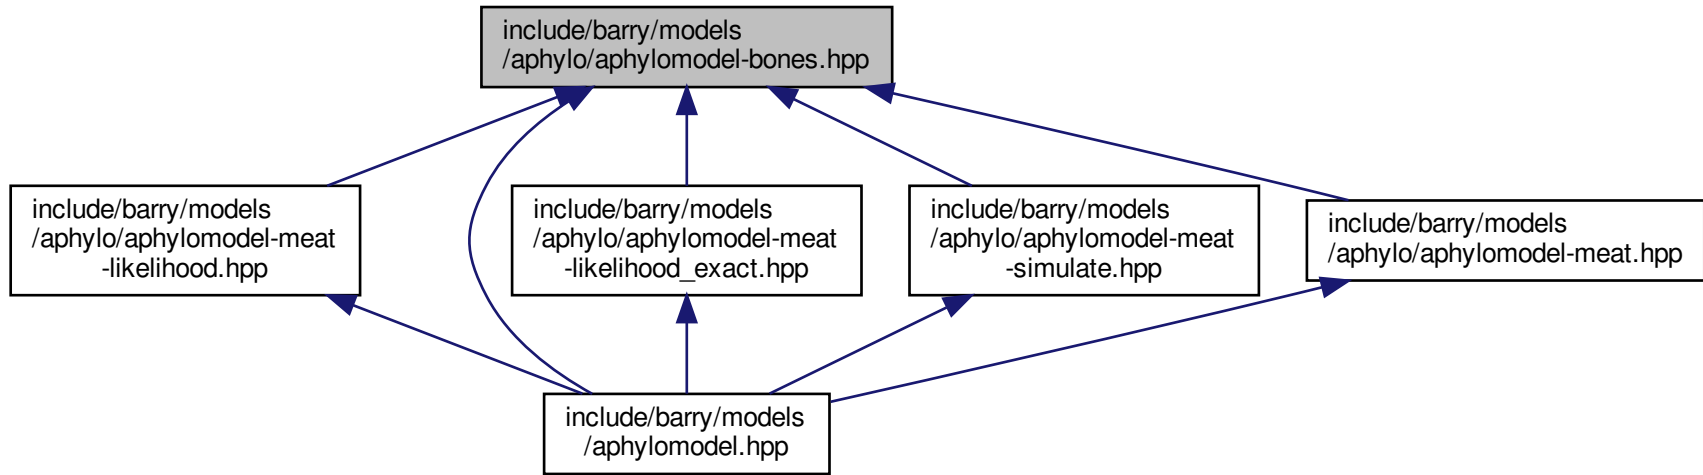 include/barry/models
/aphylo/aphylomodel-bones.hpp
include/barry/models
/aphylo/aphylomodel-meat
-likelihood.hpp
include/barry/models
/aphylo/aphylomodel-meat
-likelihood_exact.hpp
include/barry/models
/aphylo/aphylomodel-meat
-simulate.hpp
include/barry/models
/aphylo/aphylomodel-meat.hpp
include/barry/models
/aphylomodel.hpp